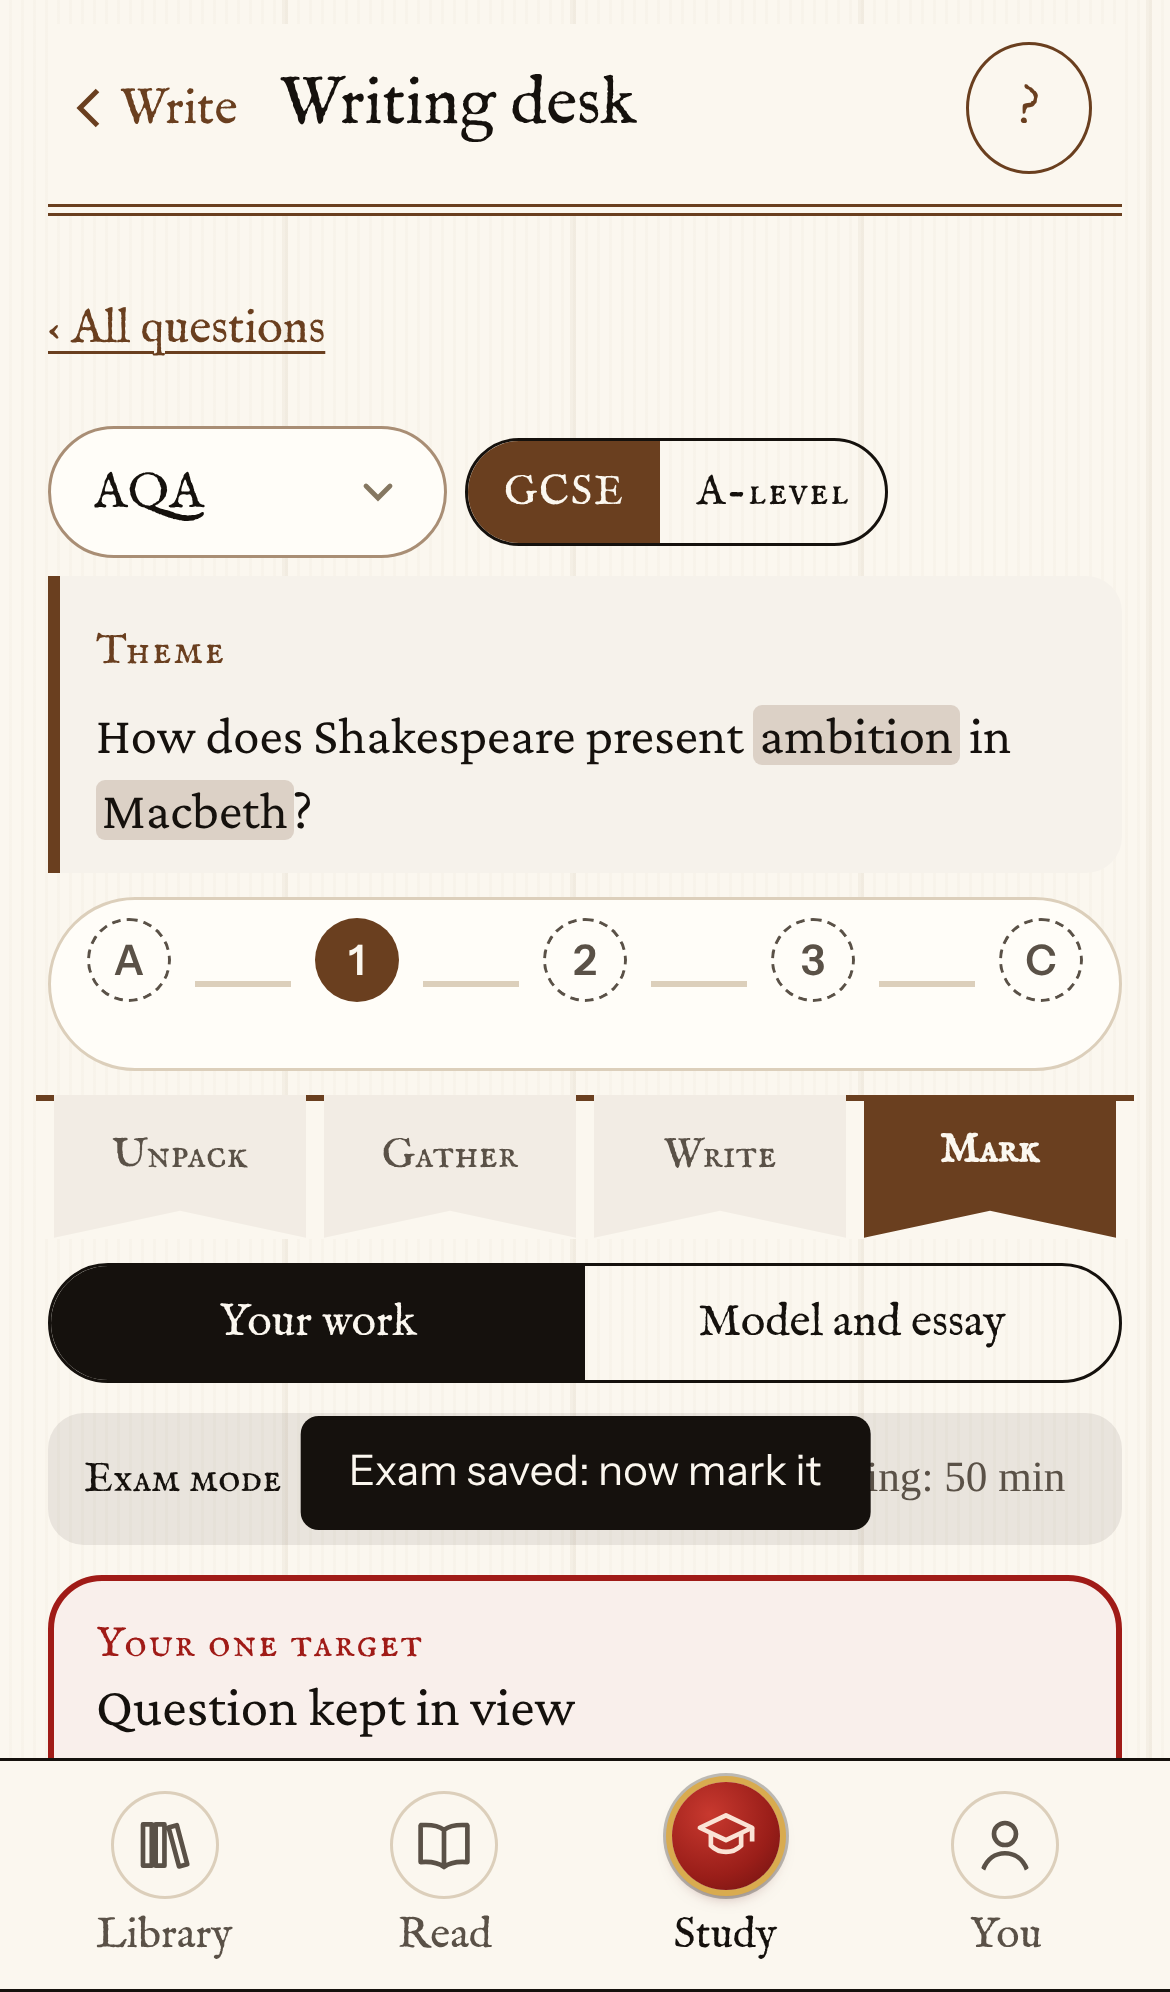 Write Writing desk ?
‹ All questions
AQA GCSE A-level
Theme
How does Shakespeare present ambition in
Macbeth?
A 1 2 3 C
Unpack Gather Write Mark
Your work Model and essay
Exam mode Exam saved: now mark it ing: 50 min
Your one target
Question kept in view
Library Read Study You